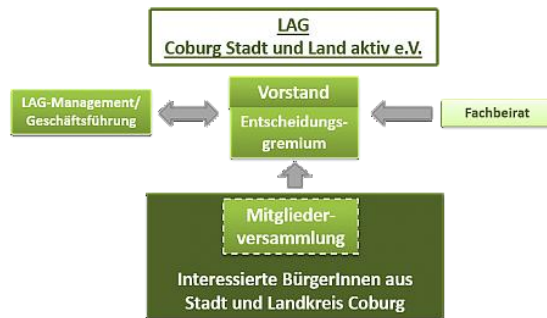 LAG
Coburg Stadt und Land aktiv e.V.
LAG-Management/
Geschäftsführung
Vorstand
Entscheidungs-
gremium
Fachbeirat
Mitglieder-
versammlung
Interessierte BürgerInnen aus
Stadt und Landkreis Coburg